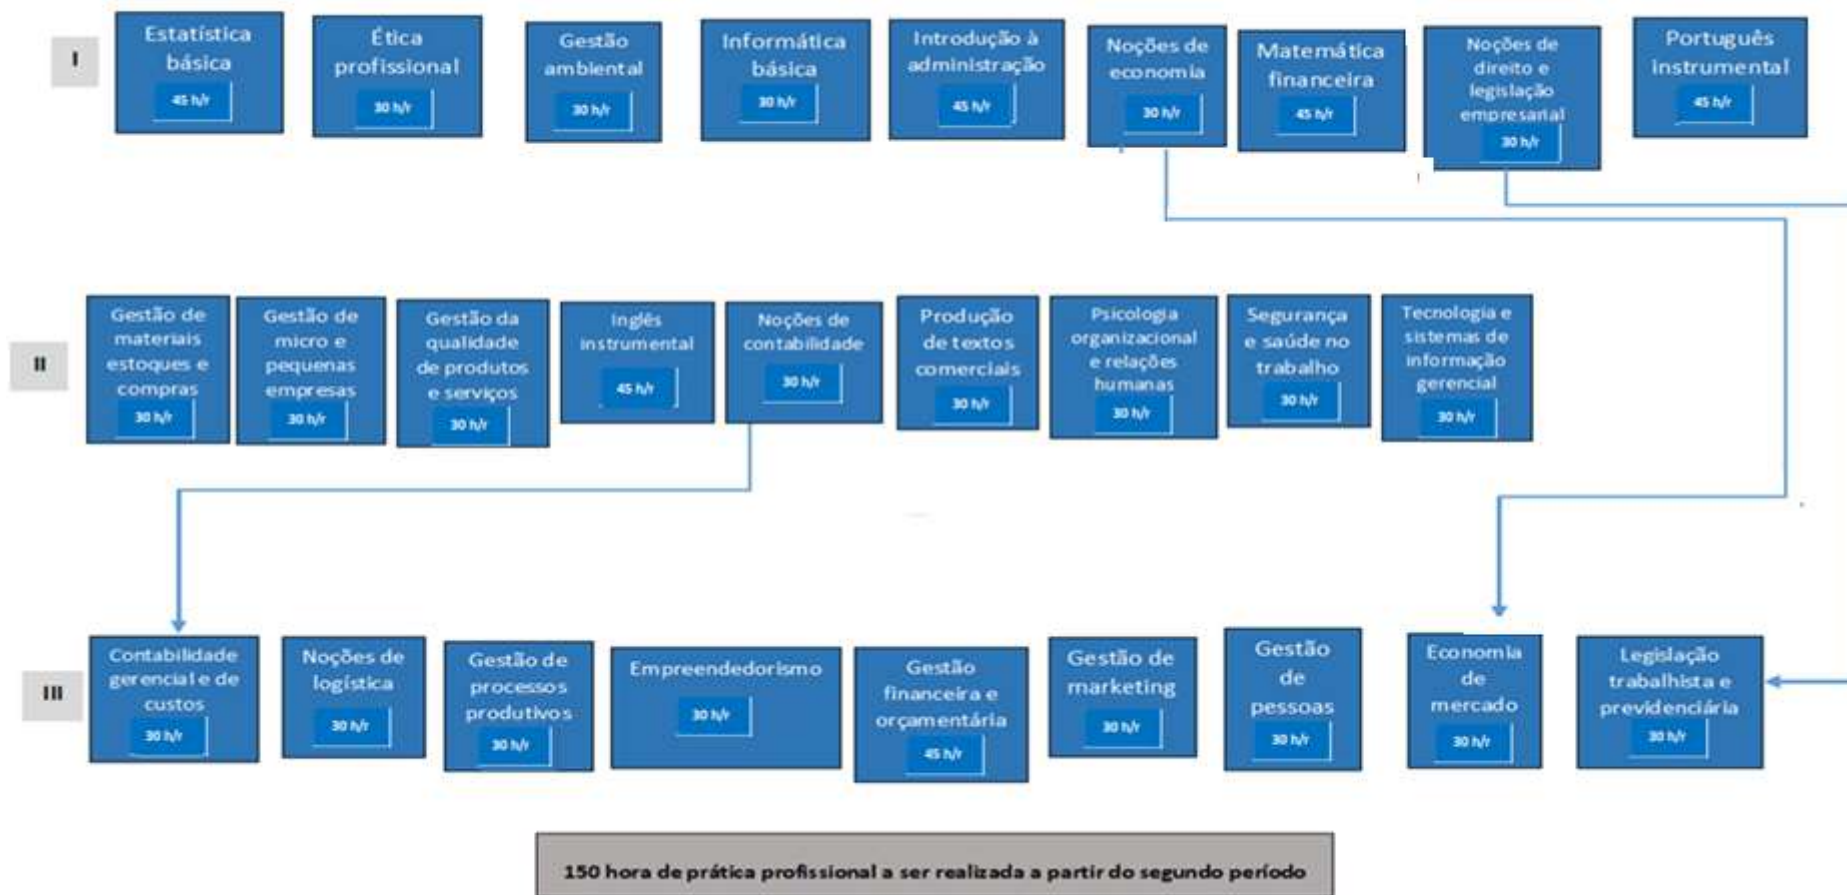 I
Estatística
básica
45 h/r
Ética
profissional
30 h/r
Gestão
ambiental
30 h/r
Informática
básica
30 h/r
Introdução à
administração
45 h/r
Noções de
economia
30 h/r
Matemática
financeira
45 h/r
Noções de
direito e
legislação
empresarial
30 h/r
Português
instrumental
45 h/r
II
Gestão de
materiais
estoques e
compras
30 h/r
Gestão de
micro e
pequenas
empresas
30 h/r
Gestão da
qualidade
de produtos
e serviços
30 h/r
Inglês
instrumental
45 h/r
Noções de
contabilidade
30 h/r
Produção
de textos
comerciais
30 h/r
Psicologia
organizacional
e relações
humanas
30 h/r
Segurança
e saúde no
trabalho
30 h/r
Tecnologia e
sistemas de
informação
gerencial
30 h/r
III
Contabilidade
gerencial e de
custos
30 h/r
Noções de
logística
30 h/r
Gestão de
processos
produtivos
30 h/r
Empreendedorismo
30 h/r
Gestão
financeira e
orçamentária
45 h/r
Gestão de
marketing
30 h/r
Gestão
de
pessoas
30 h/r
Economia
de
mercado
30 h/r
Legislação
trabalhista e
previdenciária
30 h/r
150 hora de prática profissional a ser realizada a partir do segundo período